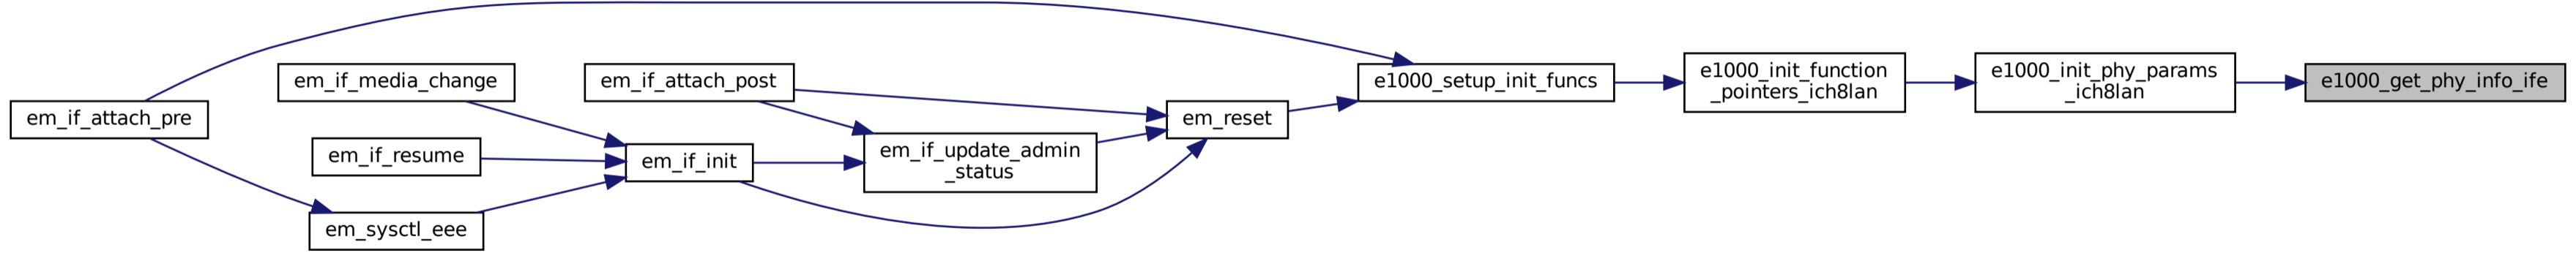 em_if_attach_pre
em_if_media_change
em_if_resume
em_sysctl_eee
em_if_attach_post
em_if_init
em_if_update_admin
_status
em_reset
e1000_setup_init_funcs
e1000_init_function
_pointers_ich8lan
e1000_init_phy_params
_ich8lan
e1000_get_phy_info_ife